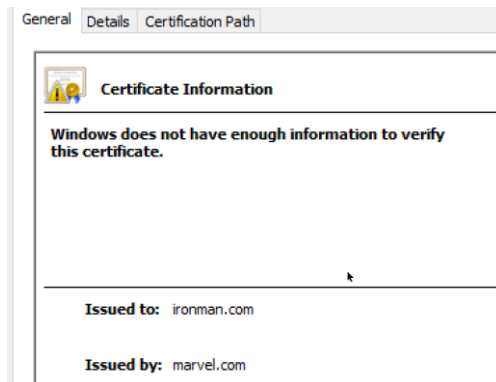 General Details Certification Path
Certificate Information
Windows does not have enough information to verify
this certificate.
Issued to: ironman.com
Issued by: marvel.com